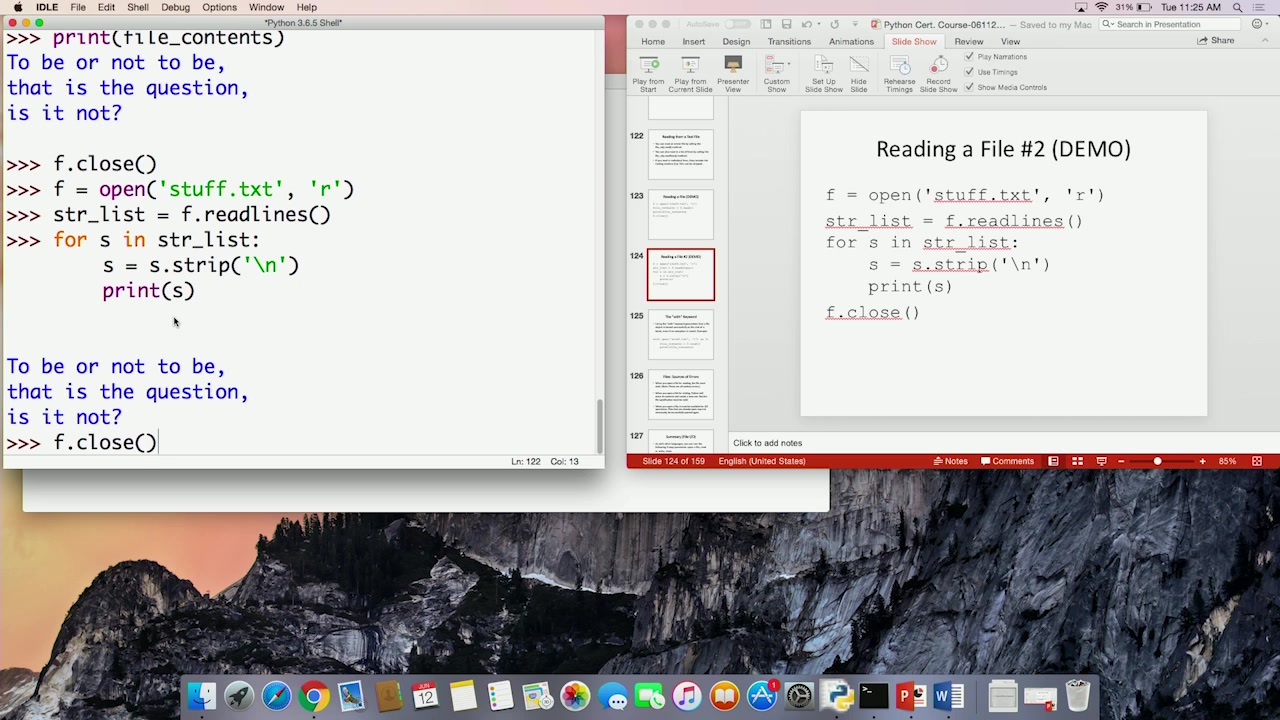 IDLE File Edit Shell Debug Options Window Help
31% Tue 11:25 AM
*Python 3.6.5 Shell*
>>> print(file_contents)
To be or not to be,
that is the question,
is it not?
>>> f.close()
>>> f = open('stuff.txt', 'r')
>>> str_list = f.readlines()
>>> for s in str_list:
s = s.strip('\n')
print(s)
To be or not to be,
that is the question,
is it not?
>>> f.close()
Ln: 122 Col: 13
AutoSave
Python Cert. Course-06112... — Saved to my Mac
Search in Presentation
Home Insert Design Transitions Animations Slide Show Review View
Share
Play from Start
Play from Current Slide
Presenter View
Custom Show
Set Up Slide Show
Hide Slide
Rehearse Timings
Record Slide Show
Play Narrations
Use Timings
Show Media Controls
122
Reading from a Text File
123
Reading a File (DEMO)
124
Reading a File #2 (DEMO)
125
The "with" Keyword
126
Files: Sources of Errors
127
Reading a File #2 (DEMO)
f = open('stuff.txt', 'r')
str_list = f.readlines()
for s in str_list:
s = s.strip('\n')
print(s)
f.close()
Click to add notes
Slide 124 of 159 English (United States)
Notes Comments
85%
JUN
12
1